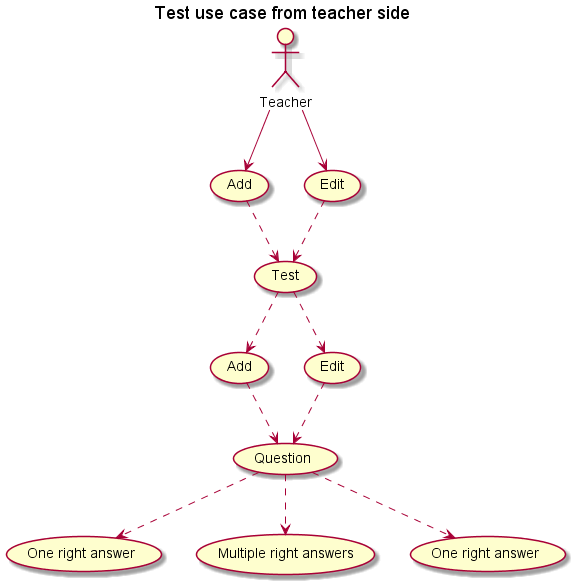 Test use case from teacher side
Teacher
Add
Edit
Test
Add
Edit
Question
One right answer
Multiple right answers
One right answer